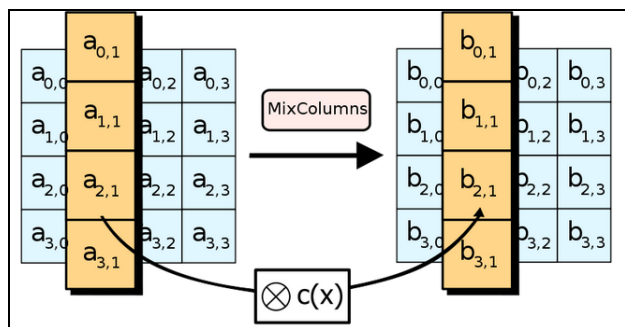 a0,1 b0,1
a0,0 a0,2 a0,3 b0,0 b0,2 b0,3
MixColumns
a1,0 a1,1 a1,2 a1,3 b1,0 b1,1 b1,2 b1,3
a2,0 a2,1 a2,2 a2,3 b2,0 b2,1 b2,2 b2,3
a3,0 a3,1 a3,2 a3,3 b3,0 b3,1 b3,2 b3,3
⊗ c(x)